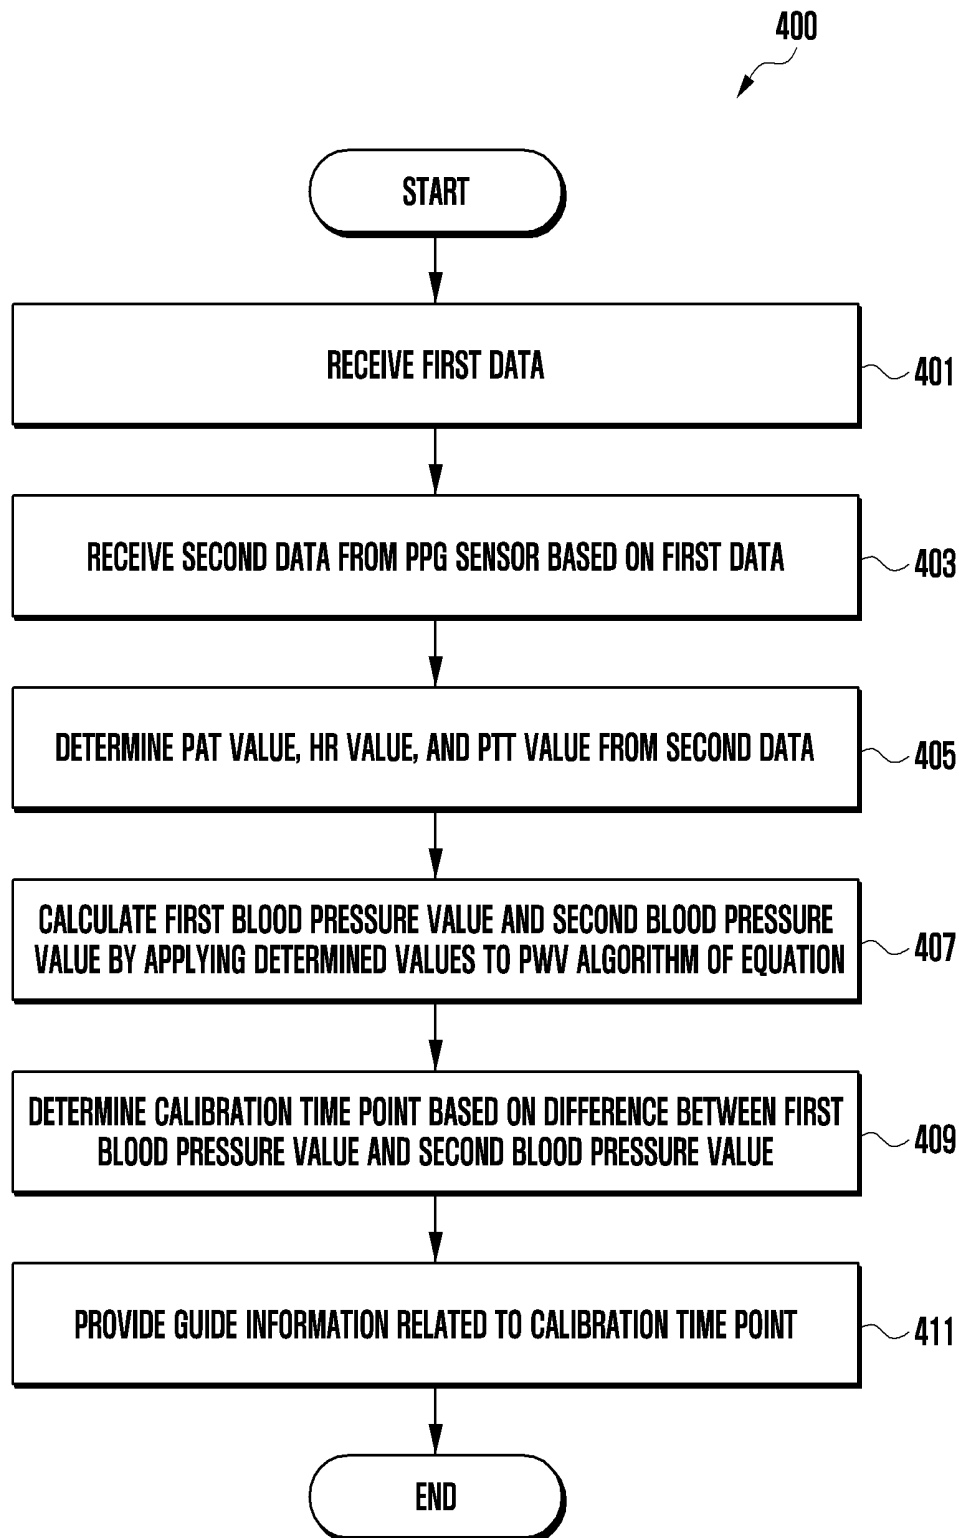 400
START
RECEIVE FIRST DATA
401
RECEIVE SECOND DATA FROM PPG SENSOR BASED ON FIRST DATA
403
DETERMINE PAT VALUE, HR VALUE, AND PTT VALUE FROM SECOND DATA
405
CALCULATE FIRST BLOOD PRESSURE VALUE AND SECOND BLOOD PRESSURE
VALUE BY APPLYING DETERMINED VALUES TO PWV ALGORITHM OF EQUATION
407
DETERMINE CALIBRATION TIME POINT BASED ON DIFFERENCE BETWEEN FIRST
BLOOD PRESSURE VALUE AND SECOND BLOOD PRESSURE VALUE
409
PROVIDE GUIDE INFORMATION RELATED TO CALIBRATION TIME POINT
411
END